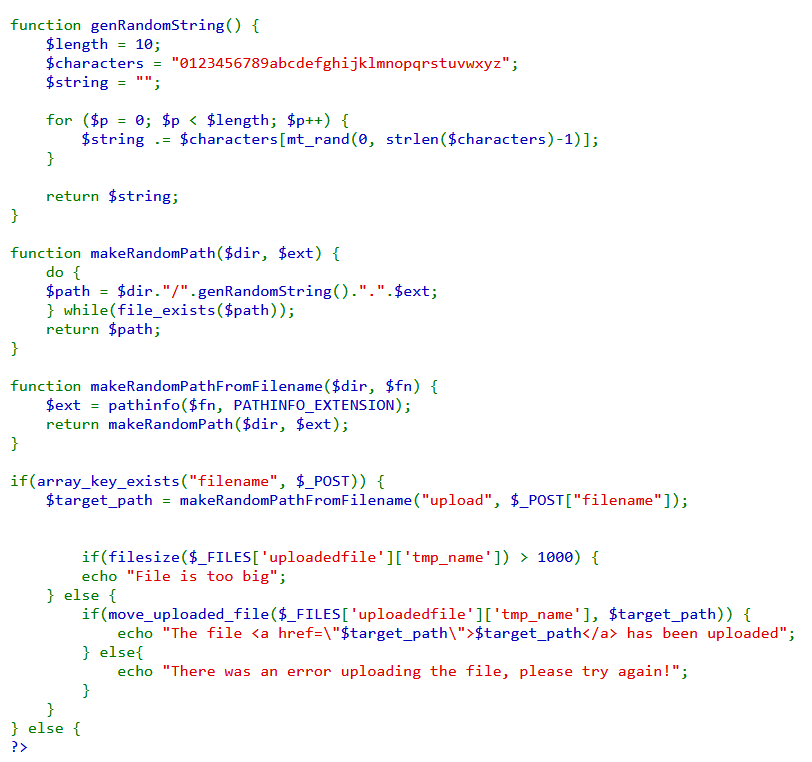 function genRandomString() {
    $length = 10;
    $characters = "0123456789abcdefghijklmnopqrstuvwxyz";
    $string = "";

    for ($p = 0; $p < $length; $p++) {
        $string .= $characters[mt_rand(0, strlen($characters)-1)];
    }

    return $string;
}

function makeRandomPath($dir, $ext) {
    do {
    $path = $dir."/".genRandomString().".".$ext;
    } while(file_exists($path));
    return $path;
}

function makeRandomPathFromFilename($dir, $fn) {
    $ext = pathinfo($fn, PATHINFO_EXTENSION);
    return makeRandomPath($dir, $ext);
}

if(array_key_exists("filename", $_POST)) {
    $target_path = makeRandomPathFromFilename("upload", $_POST["filename"]);


        if(filesize($_FILES['uploadedfile']['tmp_name']) > 1000) {
        echo "File is too big";
    } else {
        if(move_uploaded_file($_FILES['uploadedfile']['tmp_name'], $target_path)) {
            echo "The file <a href=\"$target_path\">$target_path</a> has been uploaded";
        } else{
            echo "There was an error uploading the file, please try again!";
        }
    }
} else {
?>